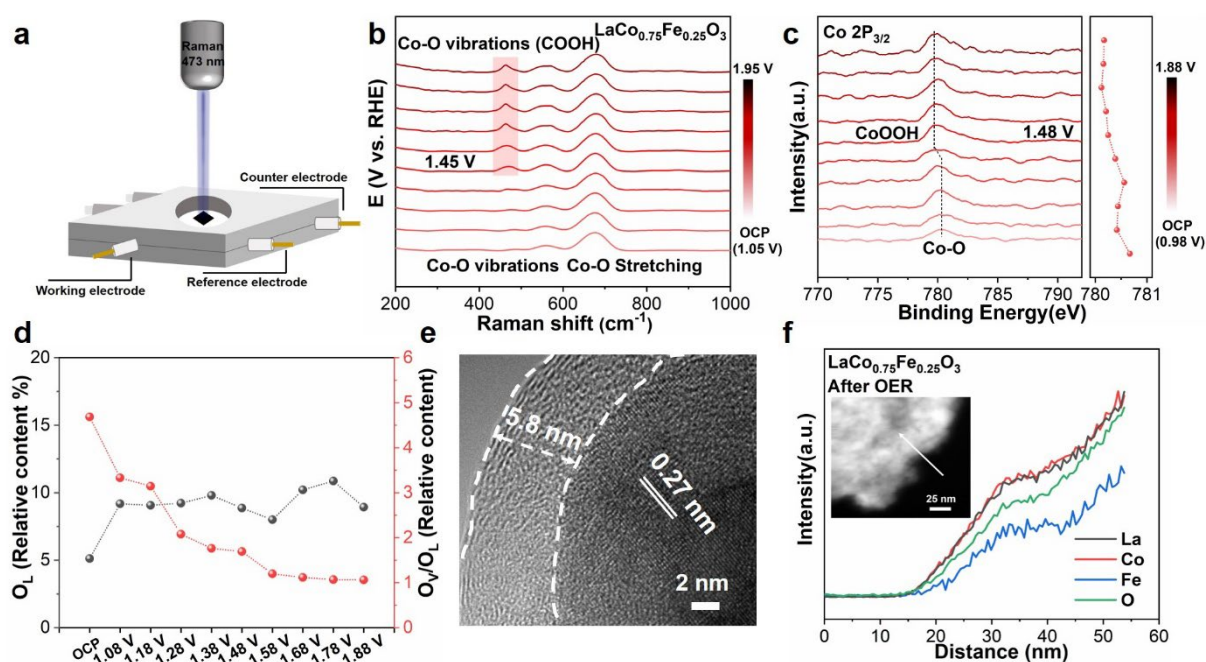 a
Raman
473 nm
Counter electrode
Working electrode
Reference electrode
b
Co-O vibrations (COOH)
LaCo₀.₇₅Fe₀.₂₅O₃
1.45 V
1.95 V
OCP
(1.05 V)
Co-O vibrations
Co-O Stretching
E (V vs. RHE)
200
400
600
800
1000
Raman shift (cm⁻¹)
c
Co 2P₃/₂
CoOOH
1.48 V
Co-O
Intensity(a.u.)
770
775
780
785
790
Binding Energy(eV)
780
781
1.88 V
OCP
(0.98 V)
d
O_L (Relative content %)
20
15
10
5
0
O_V/O_L (Relative content)
6
5
4
3
2
1
0
OCP
1.08 V
1.18 V
1.28 V
1.38 V
1.48 V
1.58 V
1.68 V
1.78 V
1.88 V
e
5.8 nm
0.27 nm
2 nm
f
LaCo₀.₇₅Fe₀.₂₅O₃
After OER
25 nm
La
Co
Fe
O
Intensity(a.u.)
0
10
20
30
40
50
60
Distance (nm)